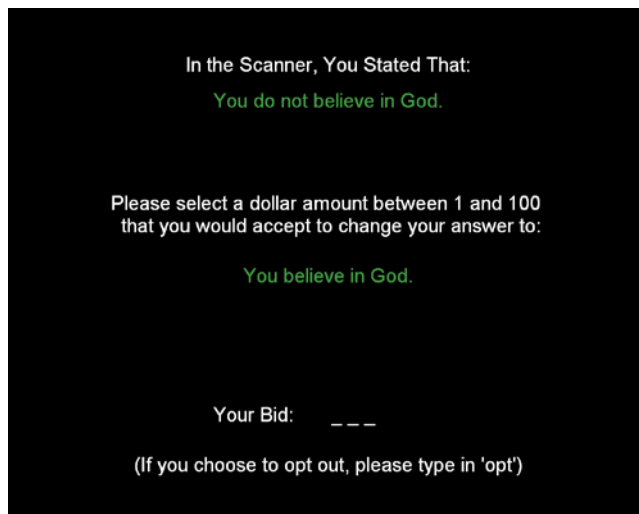 In the Scanner, You Stated That:
You do not believe in God.
Please select a dollar amount between 1 and 100
that you would accept to change your answer to:
You believe in God.
Your Bid: _ _ _
(If you choose to opt out, please type in 'opt')